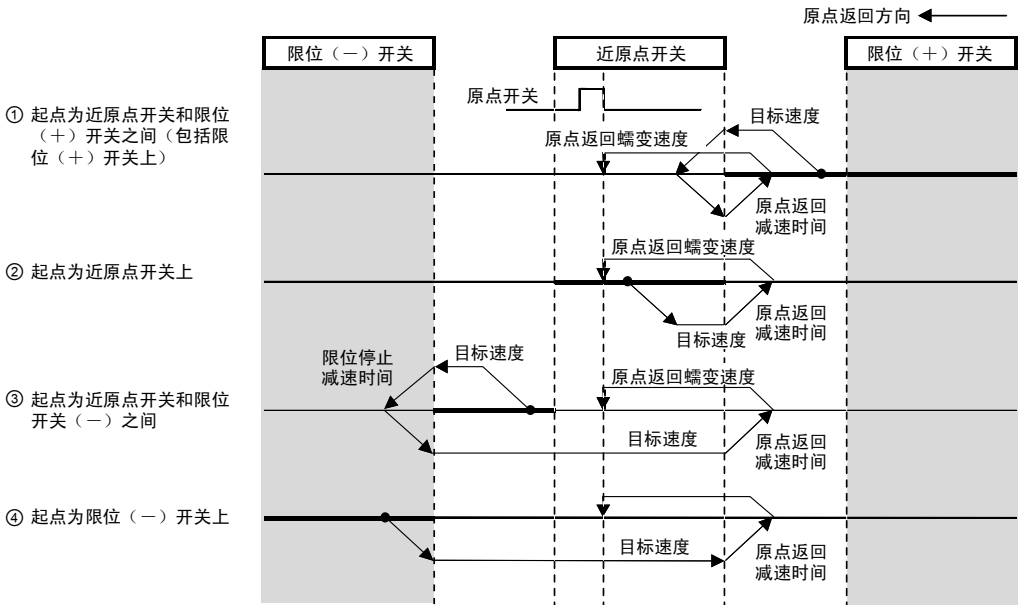 原点返回方向
限位（－）开关
近原点开关
限位（＋）开关
原点开关
① 起点为近原点开关和限位
（＋）开关之间（包括限
位（＋）开关上）
目标速度
原点返回蠕变速度
原点返回
减速时间
② 起点为近原点开关上
原点返回蠕变速度
原点返回
减速时间
目标速度
限位停止
减速时间
目标速度
③ 起点为近原点开关和限位
开关（－）之间
原点返回蠕变速度
目标速度
原点返回
减速时间
④ 起点为限位（－）开关上
目标速度
原点返回
减速时间